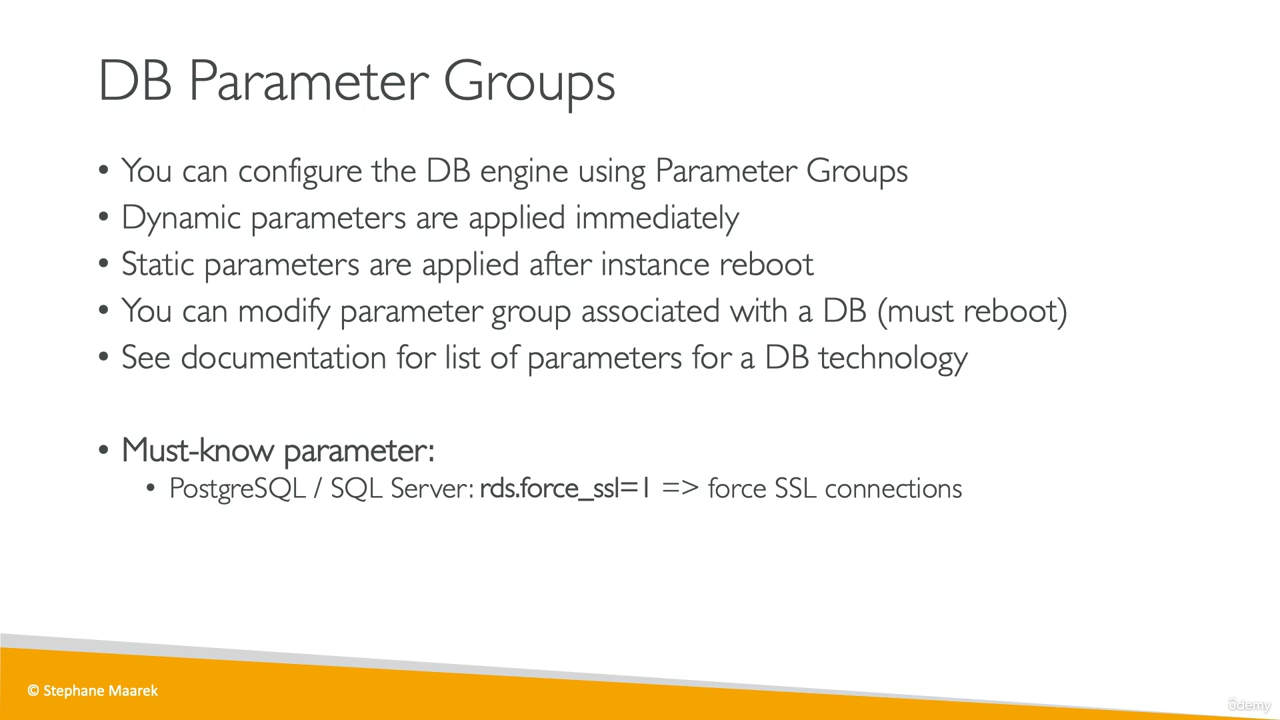 DB Parameter Groups
• You can configure the DB engine using Parameter Groups
• Dynamic parameters are applied immediately
• Static parameters are applied after instance reboot
• You can modify parameter group associated with a DB (must reboot)
• See documentation for list of parameters for a DB technology
• Must-know parameter:
• PostgreSQL / SQL Server: rds.force_ssl=1 => force SSL connections
© Stephane Maarek
ûdemy